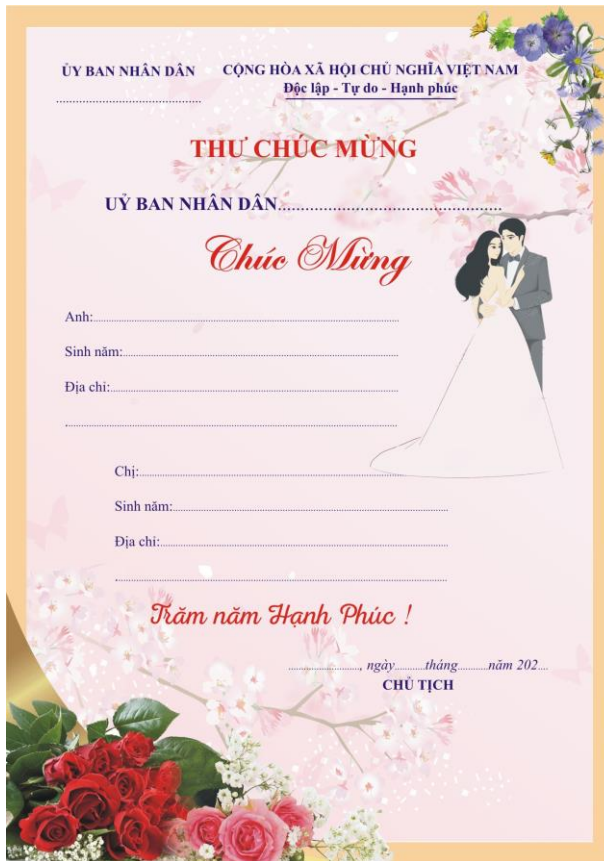 ỦY BAN NHÂN DÂN
CỘNG HÒA XÃ HỘI CHỦ NGHĨA VIỆT NAM
Độc lập - Tự do - Hạnh phúc
THƯ CHÚC MỪNG
UỶ BAN NHÂN DÂN.......................................
Chúc Mừng
Anh:..........................................................
Sinh năm:..........................................................
Địa chỉ:..........................................................
Chị:..........................................................
Sinh năm:..........................................................
Địa chỉ:..........................................................
Trăm năm Hạnh Phúc !
...................., ngày.........tháng.........năm 202...
CHỦ TỊCH